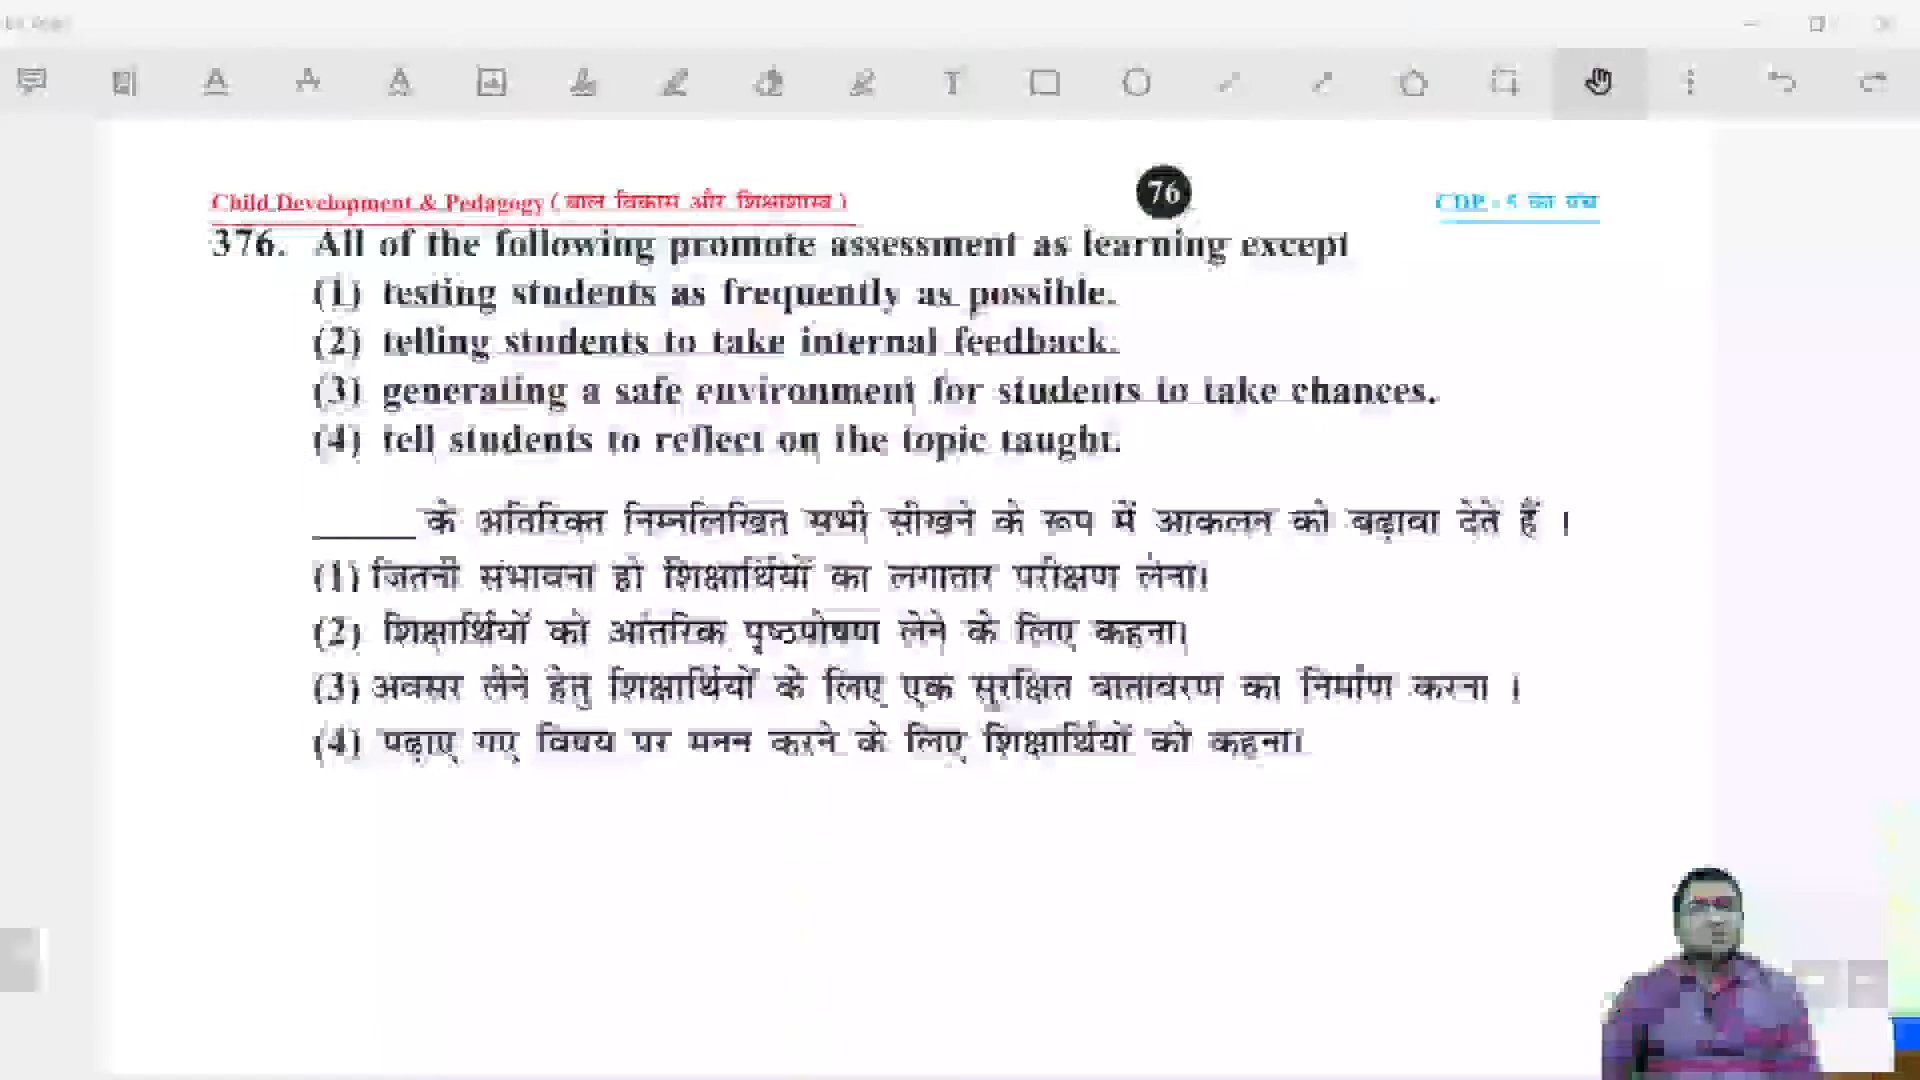 Child Development & Pedagogy ( बाल विकास और शिक्षाशास्त्र )
76
CDP - 5 का पंच
376. All of the following promote assessment as learning except
(1) testing students as frequently as possible.
(2) telling students to take internal feedback.
(3) generating a safe environment for students to take chances.
(4) tell students to reflect on the topic taught.
______ के अतिरिक्त निम्नलिखित सभी सीखने के रूप में आकलन को बढ़ावा देते हैं ।
(1) जितनी संभावना हो शिक्षार्थियों का लगातार परीक्षण लेना।
(2) शिक्षार्थियों को आंतरिक पृष्ठपोषण लेने के लिए कहना।
(3) अवसर लेने हेतु शिक्षार्थियों के लिए एक सुरक्षित वातावरण का निर्माण करना ।
(4) पढ़ाए गए विषय पर मनन करने के लिए शिक्षार्थियों को कहना।